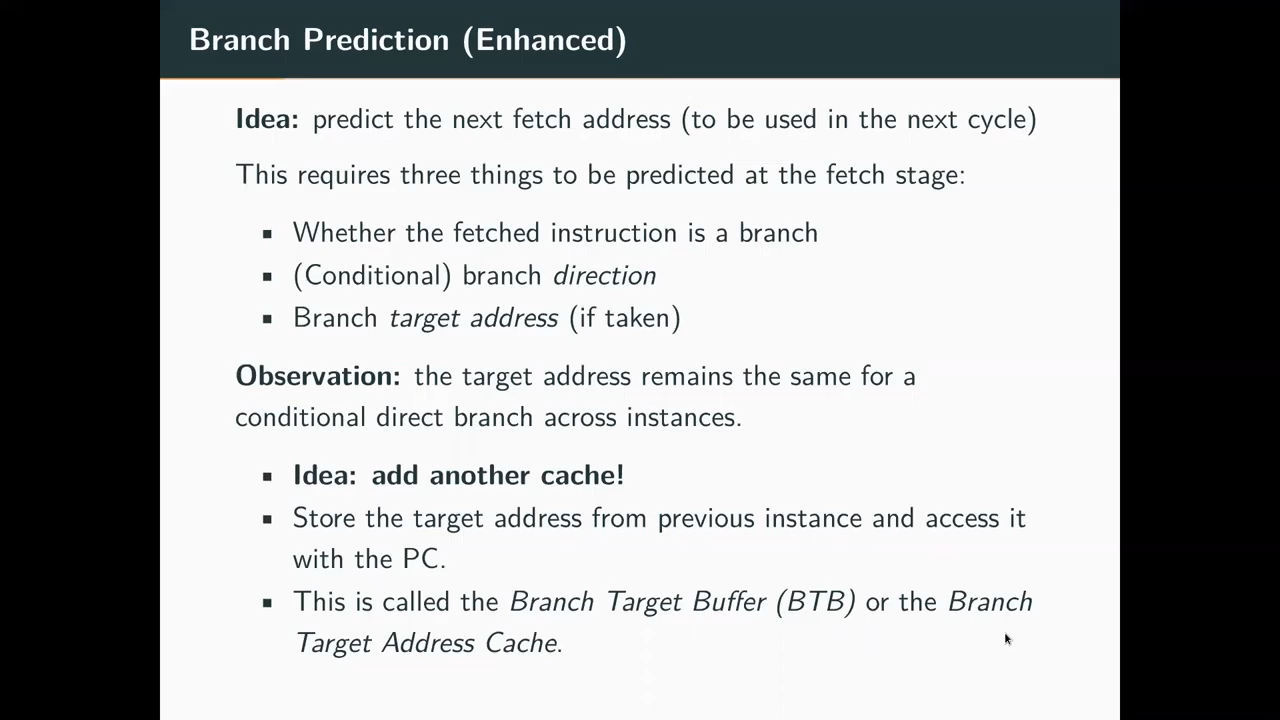 Branch Prediction (Enhanced)
Idea: predict the next fetch address (to be used in the next cycle)
This requires three things to be predicted at the fetch stage:
▪ Whether the fetched instruction is a branch
▪ (Conditional) branch direction
▪ Branch target address (if taken)
Observation: the target address remains the same for a
conditional direct branch across instances.
▪ Idea: add another cache!
▪ Store the target address from previous instance and access it
with the PC.
▪ This is called the Branch Target Buffer (BTB) or the Branch
Target Address Cache.